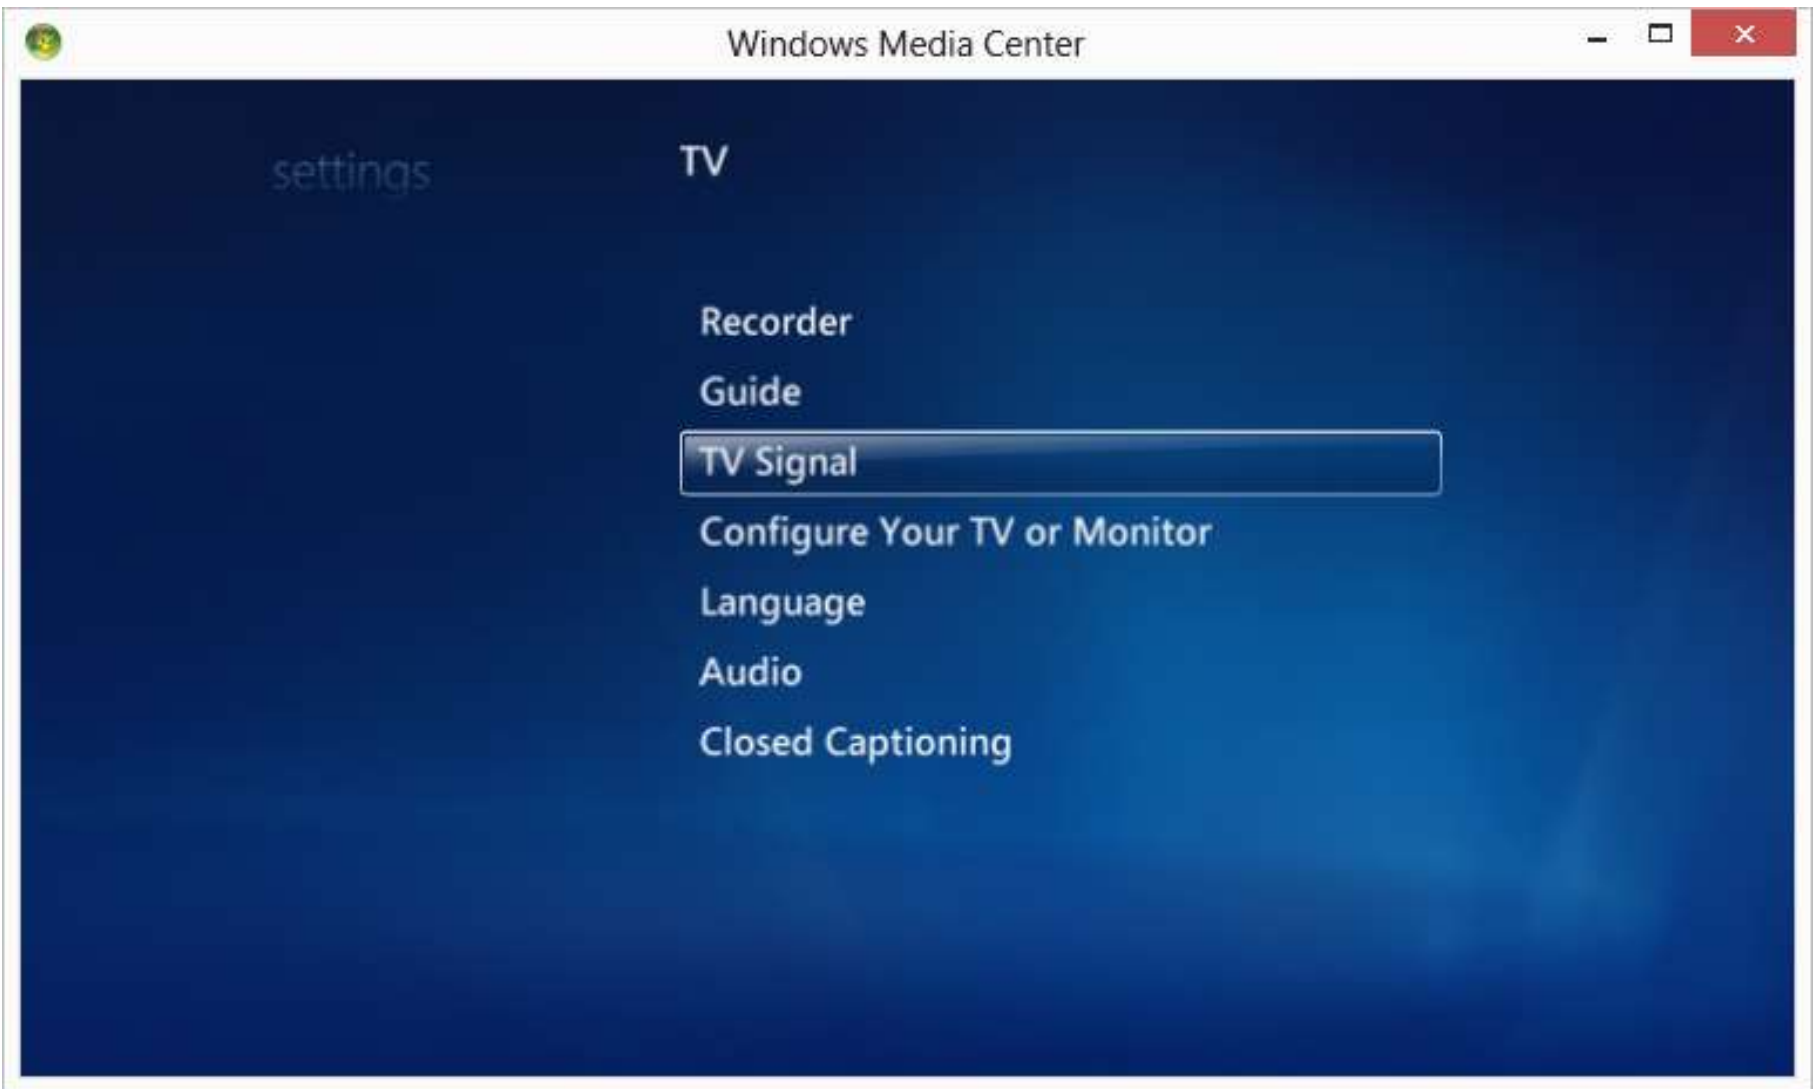 Windows Media Center
settings
TV
Recorder
Guide
TV Signal
Configure Your TV or Monitor
Language
Audio
Closed Captioning